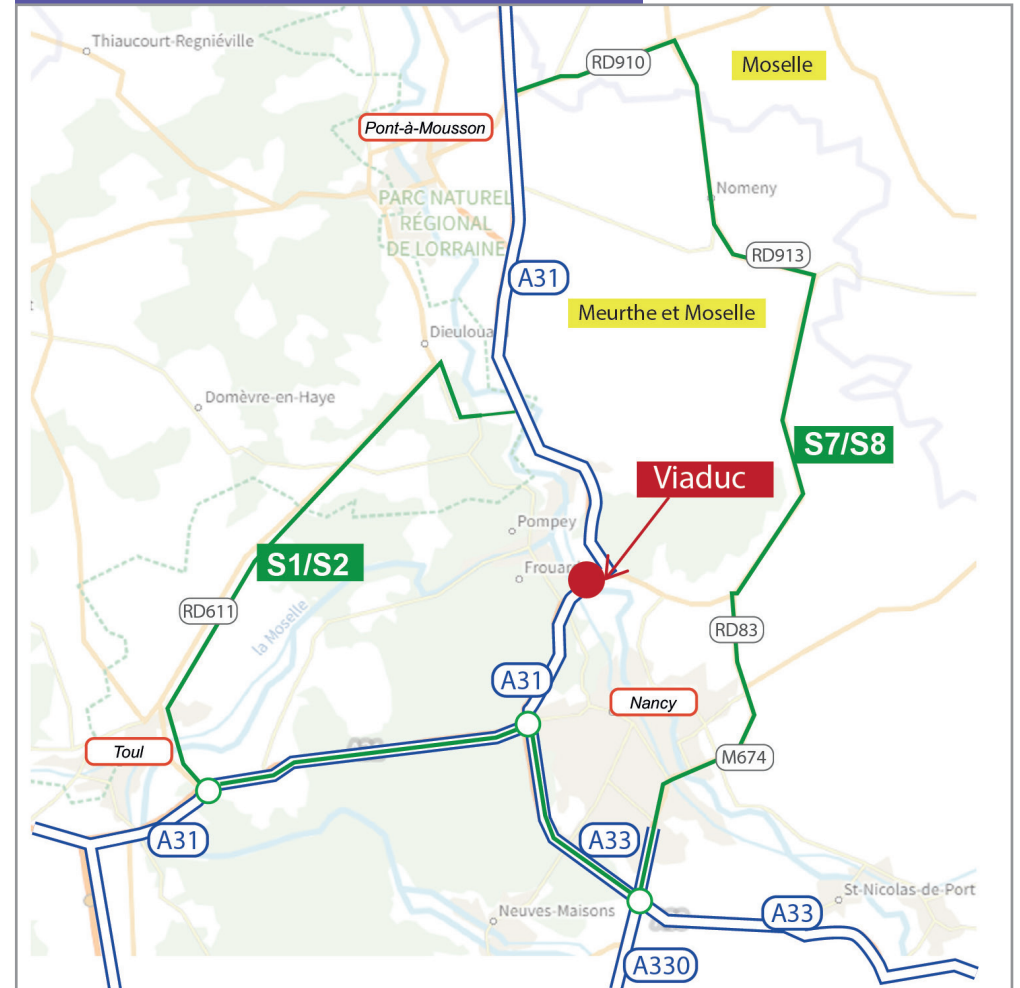 Thiaucourt-Regniéville
RD910
Moselle
Pont-à-Mousson
PARC NATUREL
RÉGIONAL
DE LORRAINE
Nomeny
RD913
A31
Meurthe et Moselle
Dieuloua
Domèvre-en-Haye
S7/S8
Viaduc
Pompey
S1/S2
Frouar
RD611
la Moselle
RD83
A31
Nancy
Toul
M674
A31
A33
St-Nicolas-de-Port
Neuves-Maisons
A33
A330